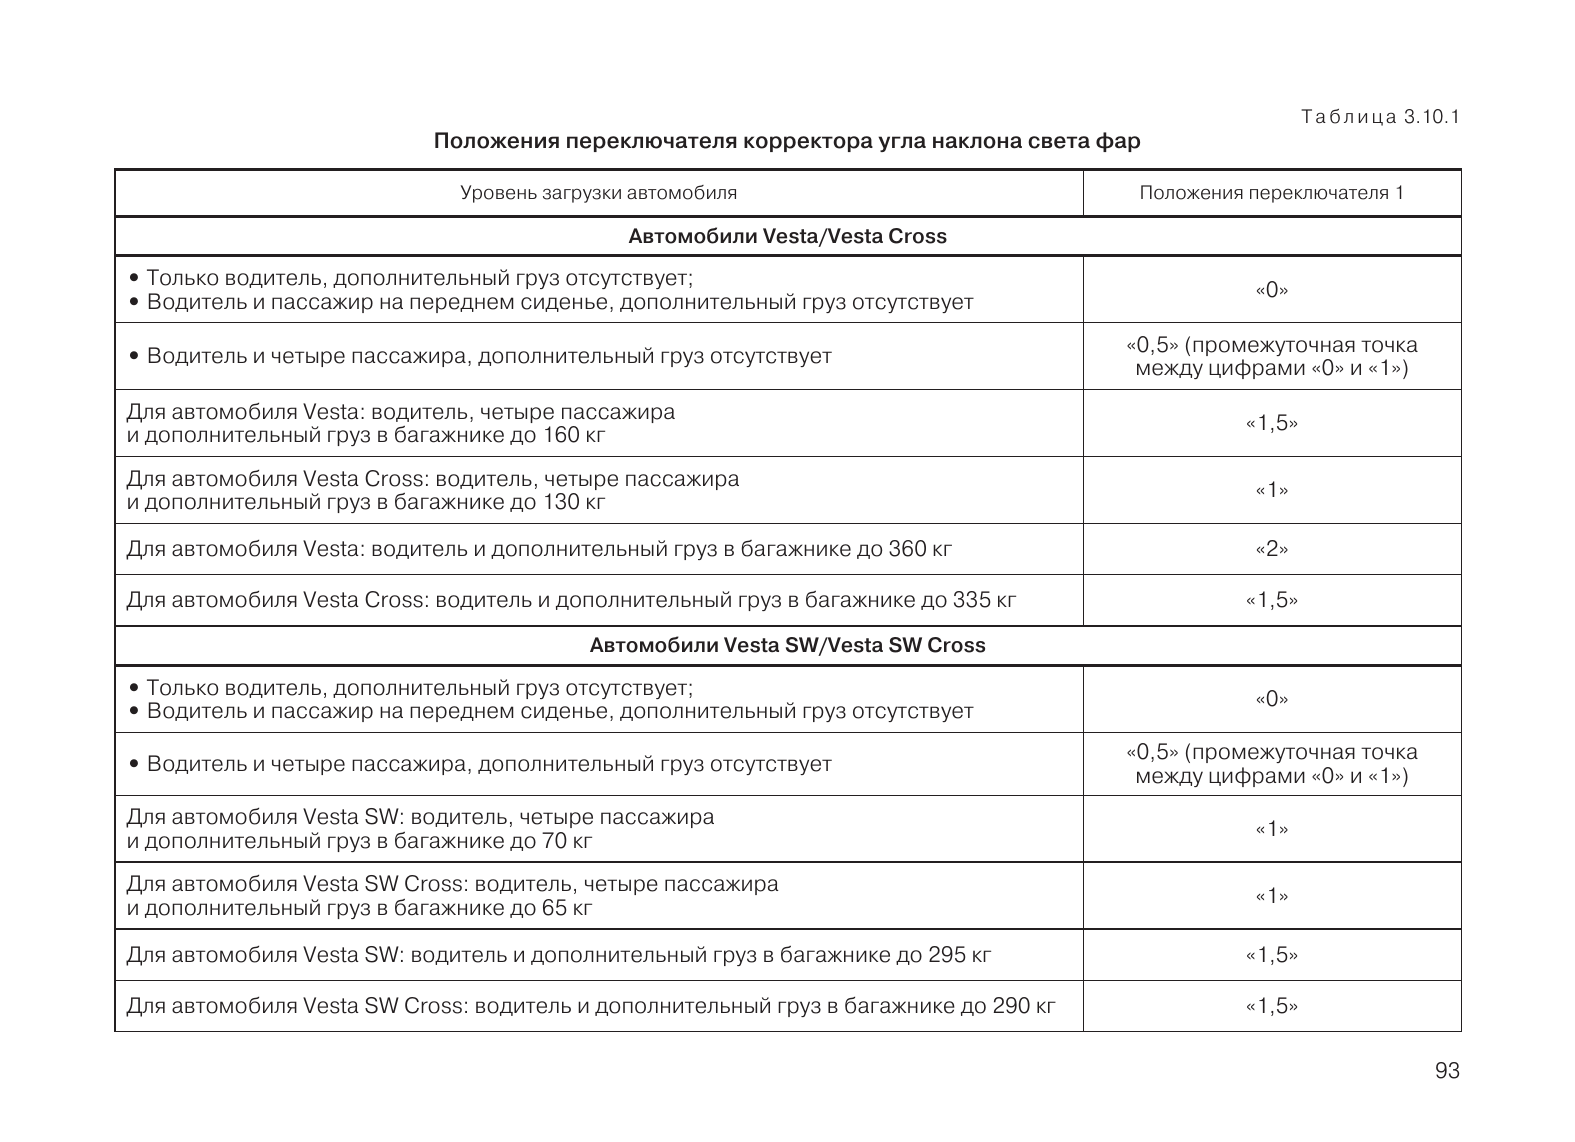 Таблица 3.10.1
Положения переключателя корректора угла наклона света фар
Уровень загрузки автомобиля
Положения переключателя 1
Автомобили Vesta/Vesta Cross
• Только водитель, дополнительный груз отсутствует;
• Водитель и пассажир на переднем сиденье, дополнительный груз отсутствует
«0»
• Водитель и четыре пассажира, дополнительный груз отсутствует
«0,5» (промежуточная точка
между цифрами «0» и «1»)
Для автомобиля Vesta: водитель, четыре пассажира
и дополнительный груз в багажнике до 160 кг
«1,5»
Для автомобиля Vesta Cross: водитель, четыре пассажира
и дополнительный груз в багажнике до 130 кг
«1»
Для автомобиля Vesta: водитель и дополнительный груз в багажнике до 360 кг
«2»
Для автомобиля Vesta Cross: водитель и дополнительный груз в багажнике до 335 кг
«1,5»
Автомобили Vesta SW/Vesta SW Cross
• Только водитель, дополнительный груз отсутствует;
• Водитель и пассажир на переднем сиденье, дополнительный груз отсутствует
«0»
• Водитель и четыре пассажира, дополнительный груз отсутствует
«0,5» (промежуточная точка
между цифрами «0» и «1»)
Для автомобиля Vesta SW: водитель, четыре пассажира
и дополнительный груз в багажнике до 70 кг
«1»
Для автомобиля Vesta SW Cross: водитель, четыре пассажира
и дополнительный груз в багажнике до 65 кг
«1»
Для автомобиля Vesta SW: водитель и дополнительный груз в багажнике до 295 кг
«1,5»
Для автомобиля Vesta SW Cross: водитель и дополнительный груз в багажнике до 290 кг
«1,5»
93